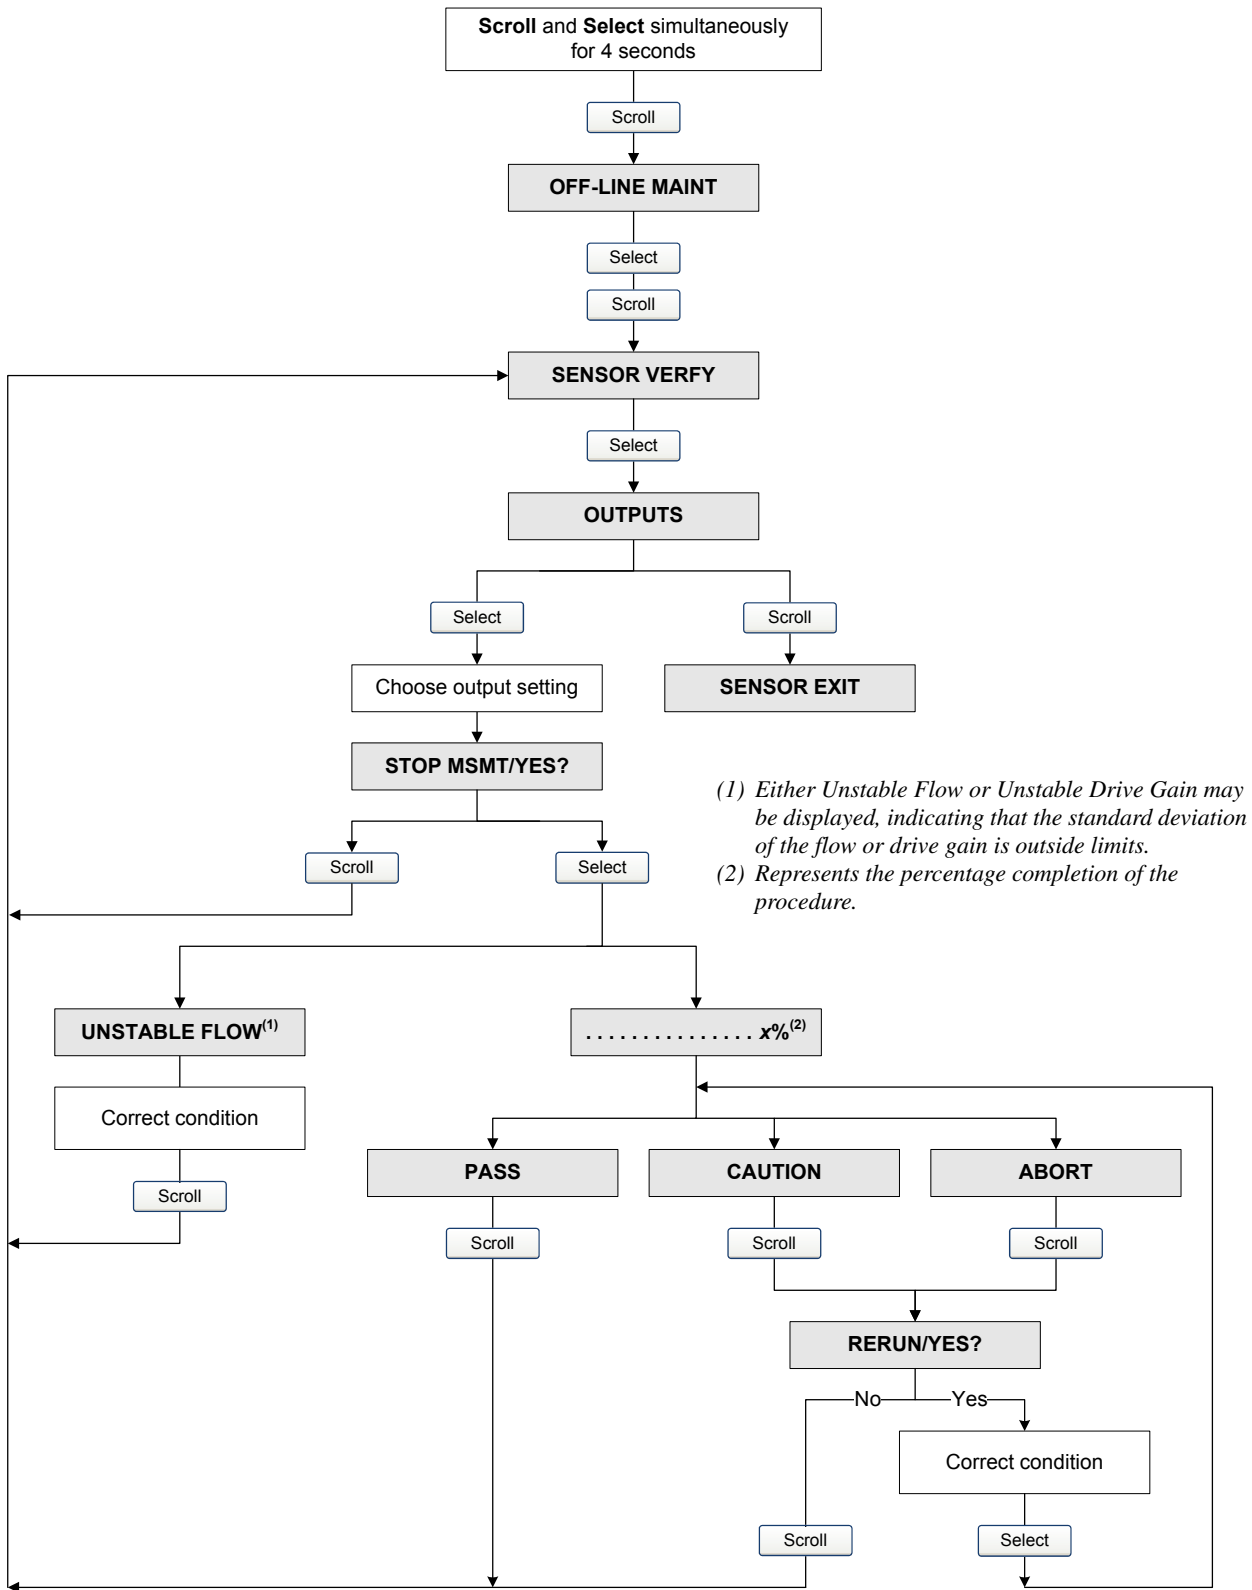 Scroll and Select simultaneously
for 4 seconds
Scroll
OFF-LINE MAINT
Select
Scroll
SENSOR VERFY
Select
OUTPUTS
Select
Scroll
Choose output setting
SENSOR EXIT
STOP MSMT/YES?
(1) Either Unstable Flow or Unstable Drive Gain may
be displayed, indicating that the standard deviation
of the flow or drive gain is outside limits.
(2) Represents the percentage completion of the
procedure.
Scroll
Select
UNSTABLE FLOW(1)
. . . . . . . . . . . . . . . x%(2)
Correct condition
Scroll
PASS
CAUTION
ABORT
Scroll
Scroll
Scroll
RERUN/YES?
No
Yes
Correct condition
Scroll
Select